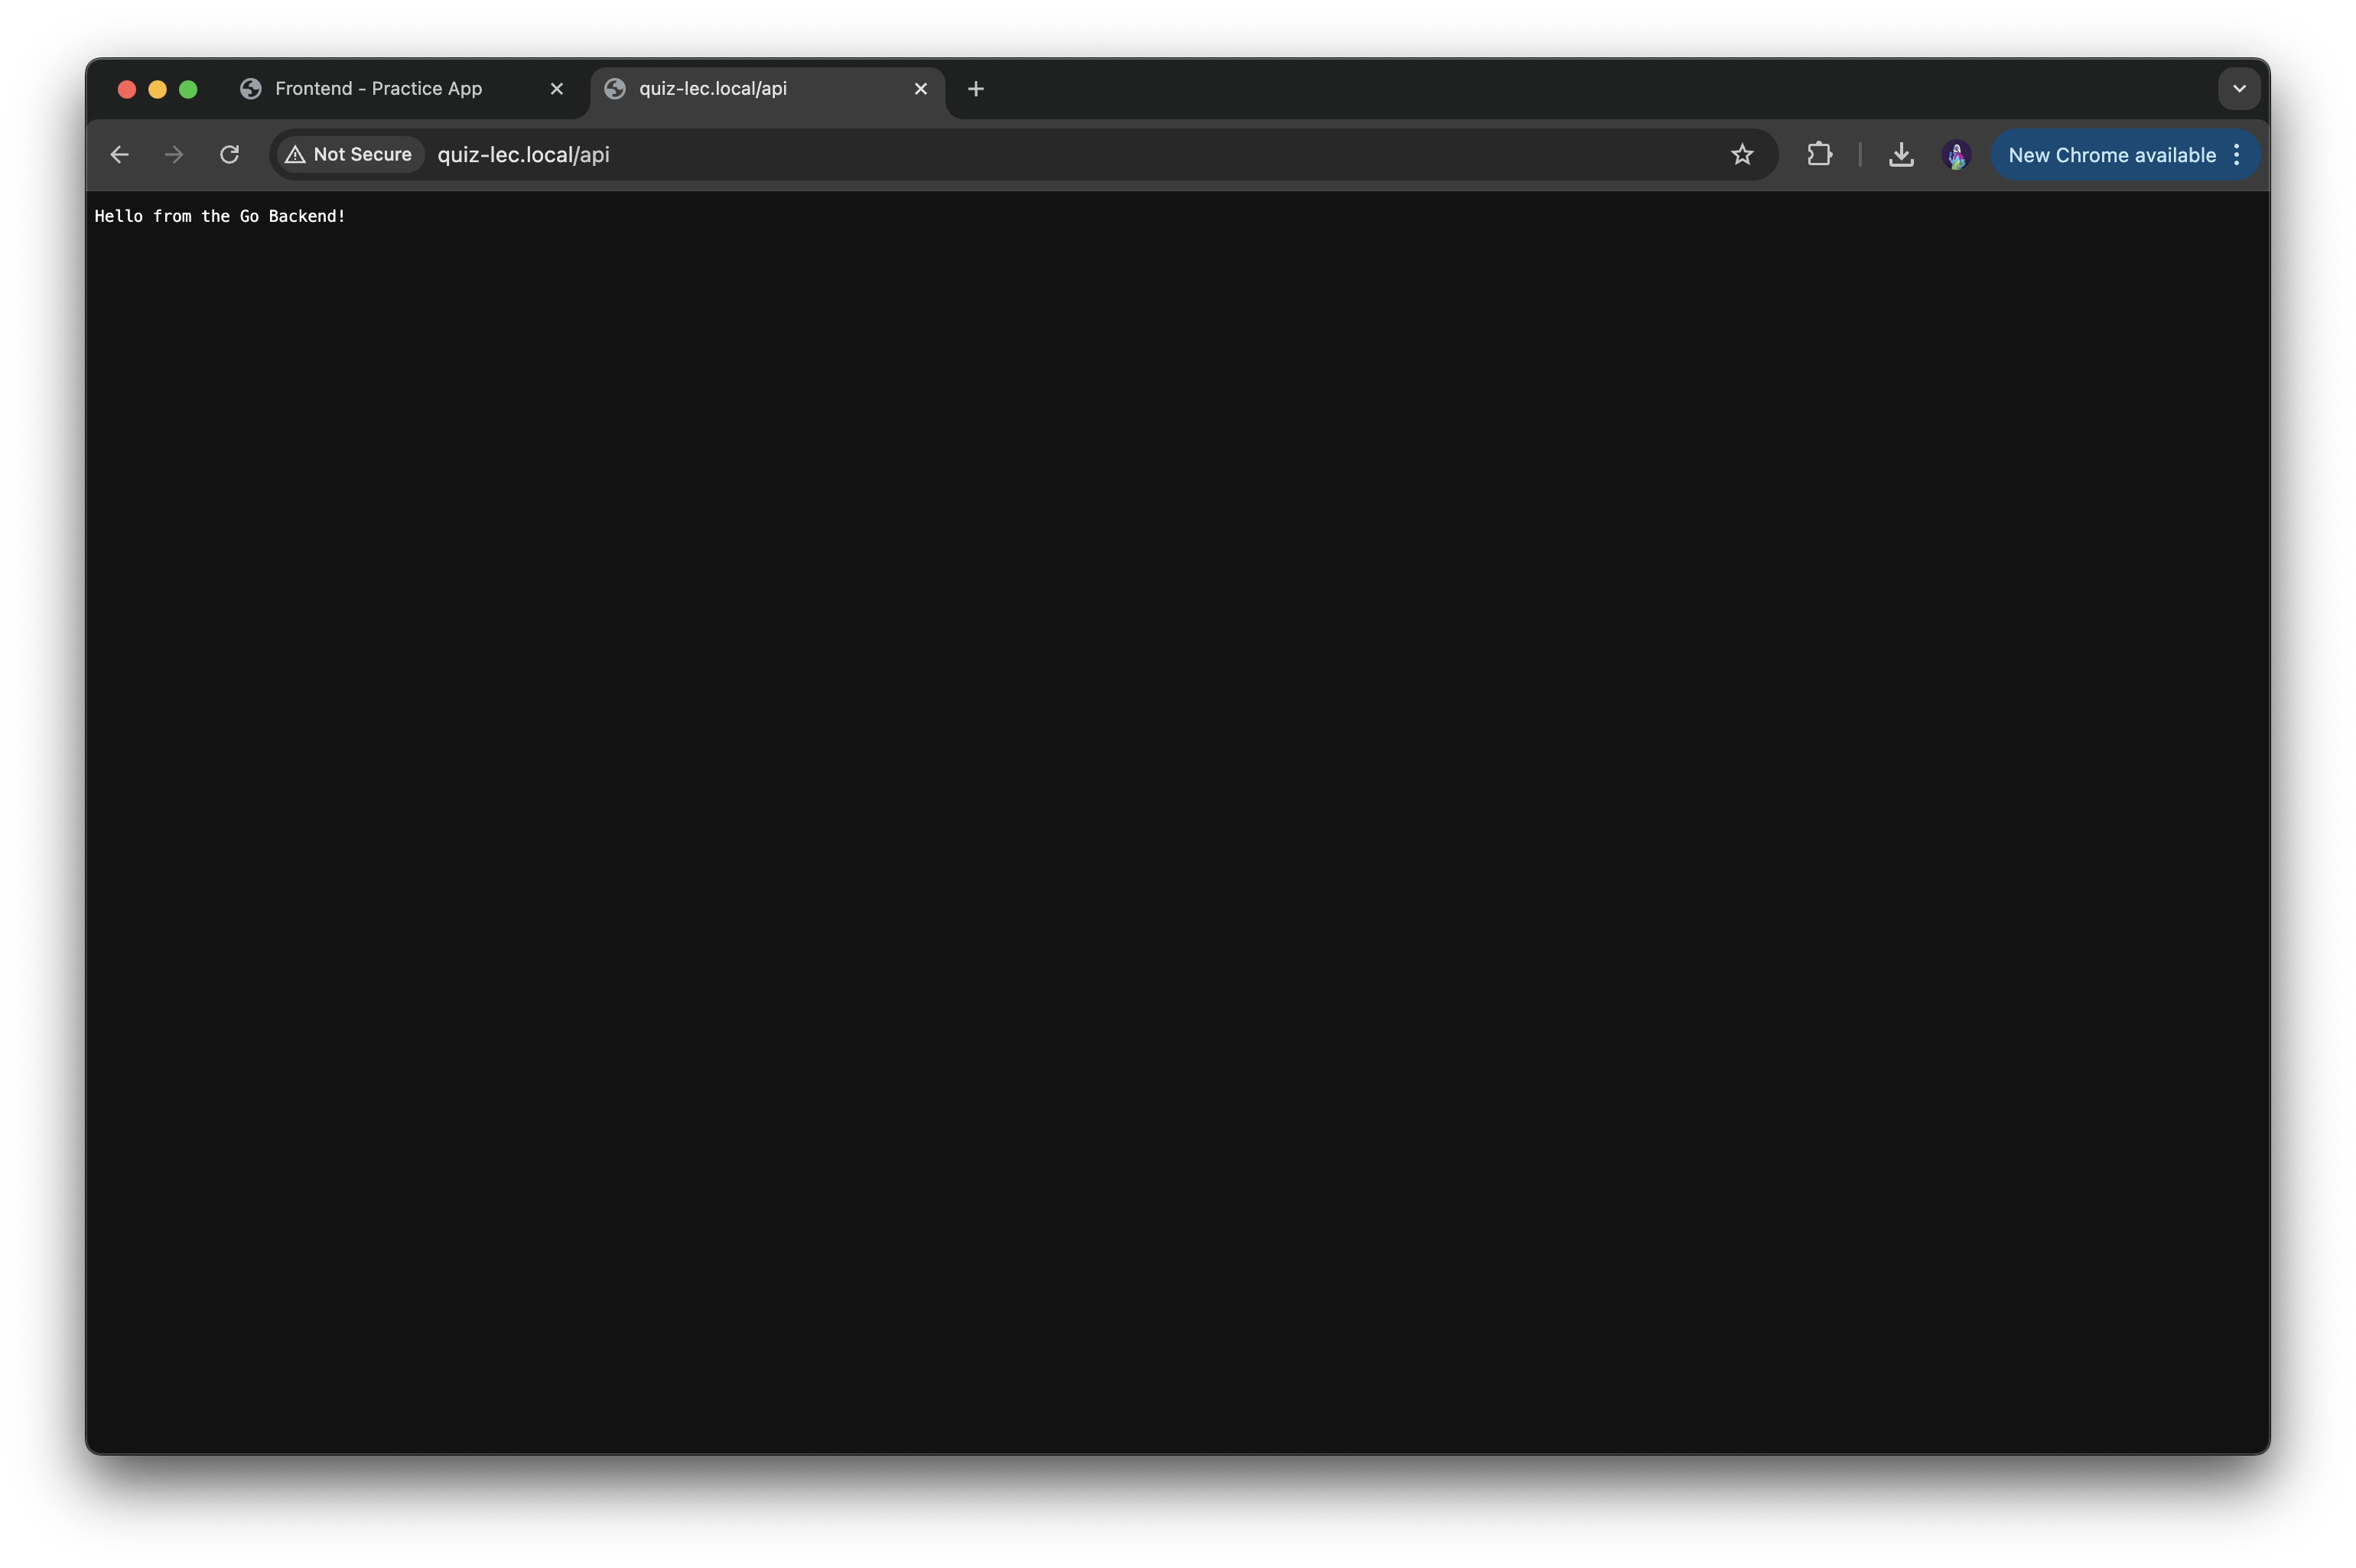 Frontend - Practice App
quiz-lec.local/api
Not Secure
quiz-lec.local/api
New Chrome available
Hello from the Go Backend!